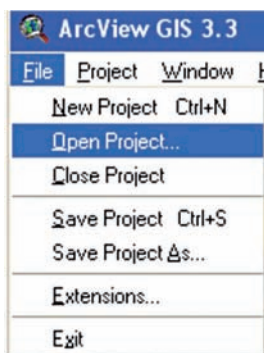 ArcView GIS 3.3
File Project Window
New Project Ctrl+N
Open Project...
Close Project
Save Project Ctrl+S
Save Project As...
Extensions...
Exit